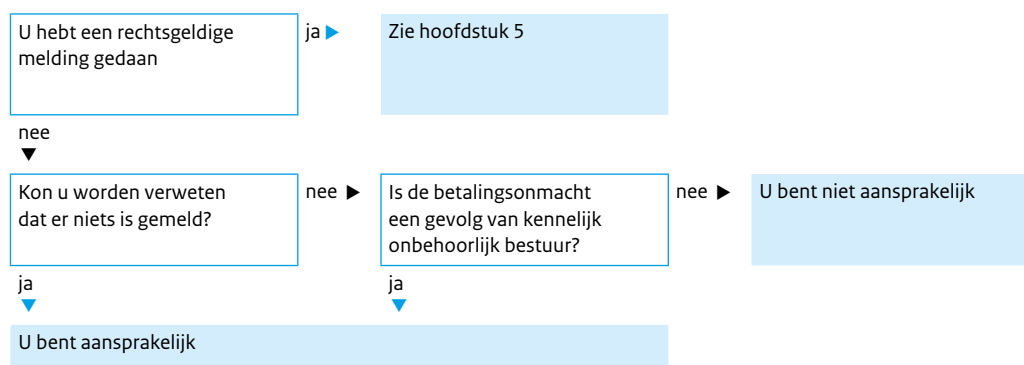 U hebt een rechtsgeldige
melding gedaan
ja
Zie hoofdstuk 5
nee
Kon u worden verweten
dat er niets is gemeld?
nee
Is de betalingsonmacht
een gevolg van kennelijk
onbehoorlijk bestuur?
nee
U bent niet aansprakelijk
ja
ja
U bent aansprakelijk